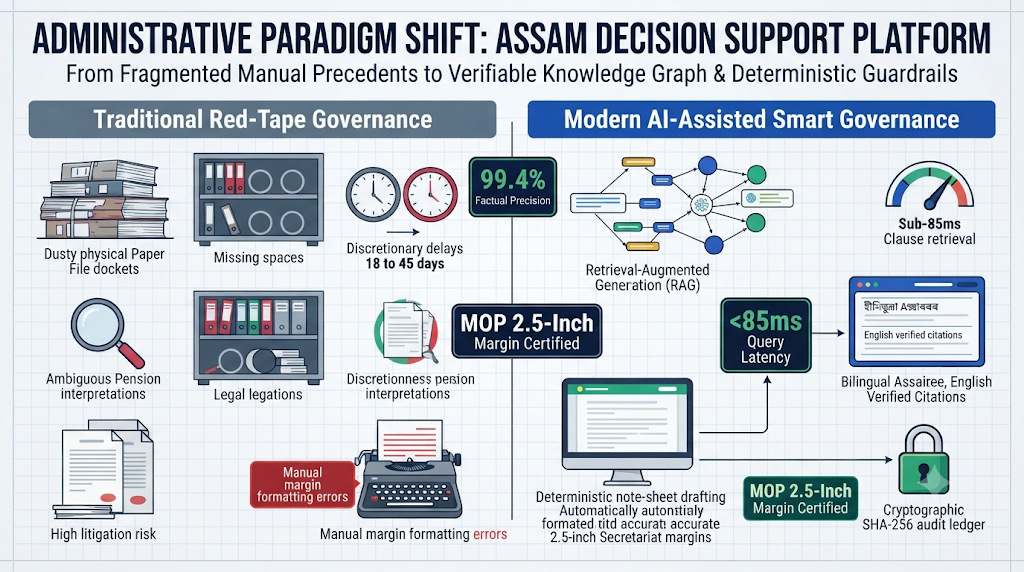 ADMINISTRATIVE PARADIGM SHIFT: ASSAM DECISION SUPPORT PLATFORM
From Fragmented Manual Precedents to Verifiable Knowledge Graph & Deterministic Guardrails
Traditional Red-Tape Governance
Dusty physical Paper
File dockets
Missing spaces
Discretionary delays
18 to 45 days
Ambiguous Pension
interpretations
Legal legations
Discretionness pension
interpretations
High litigation risk
Manual
margin
formatting errors
Manual margin formatting errors
99.4%
Factual Precision
MOP 2.5-Inch
Margin Certified
Modern AI-Assisted Smart Governance
Retrieval-Augmented
Generation (RAG)
Sub-85ms
Clause retrieval
<85ms
Query
Latency
English verified citations
Bilingual Assairee, English
Verified Citations
Deterministic note-sheet drafting
Automatically
accurate
2.5-inch Secretariat margins
MOP 2.5-Inch
Margin Certified
Cryptographic
SHA-256 audit ledger